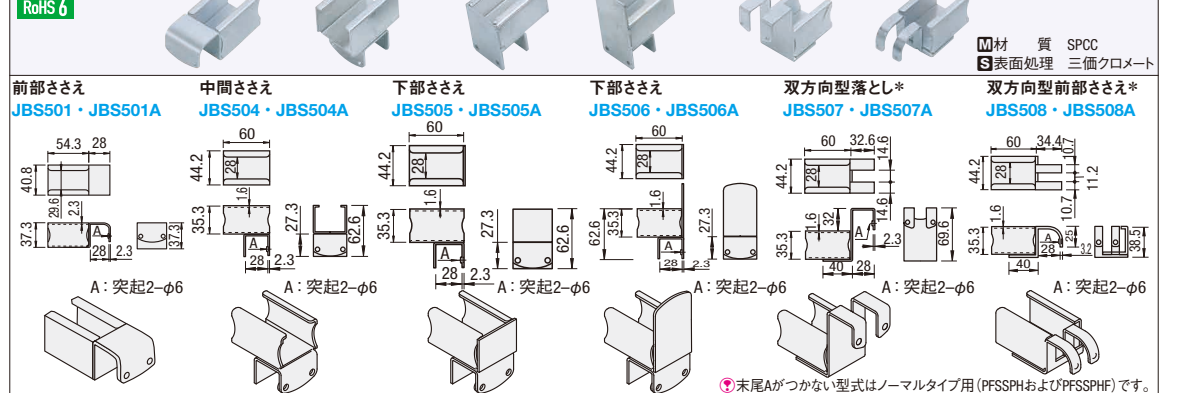 RoHS 6
M材 質 SPCC
S表面処理 三価クロメート
前部ささえ
JBS501・JBS501A
54.3 28
40.8
29.6
2.3
37.3
A
28 2.3
37.3
中間ささえ
JBS504・JBS504A
60
44.2
28
1.6
35.3
27.3
62.6
A
28 2.3
A：突起2−φ6
下部ささえ
JBS505・JBS505A
60
44.2
28
1.6
35.3
27.3
62.6
A
28 2.3
A：突起2−φ6
下部ささえ
JBS506・JBS506A
60
44.2
28
1.6
62.6
35.3
27.3
A
28 2.3
A：突起2−φ6
双方向型落とし*
JBS507・JBS507A
60 32.6
14.6
44.2
28
14.6
1.6
32
35.3
A
2.3
69.6
40 28
A：突起2−φ6
双方向型前部ささえ*
JBS508・JBS508A
60 34.4
10.7
44.2
28
11.2
10.7
1.6
35.3
A
25
28
3.2
38.5
40
A：突起2−φ6
末尾Aがつかない型式はノーマルタイプ用(PFSSPHおよびPFSSPHF)です。